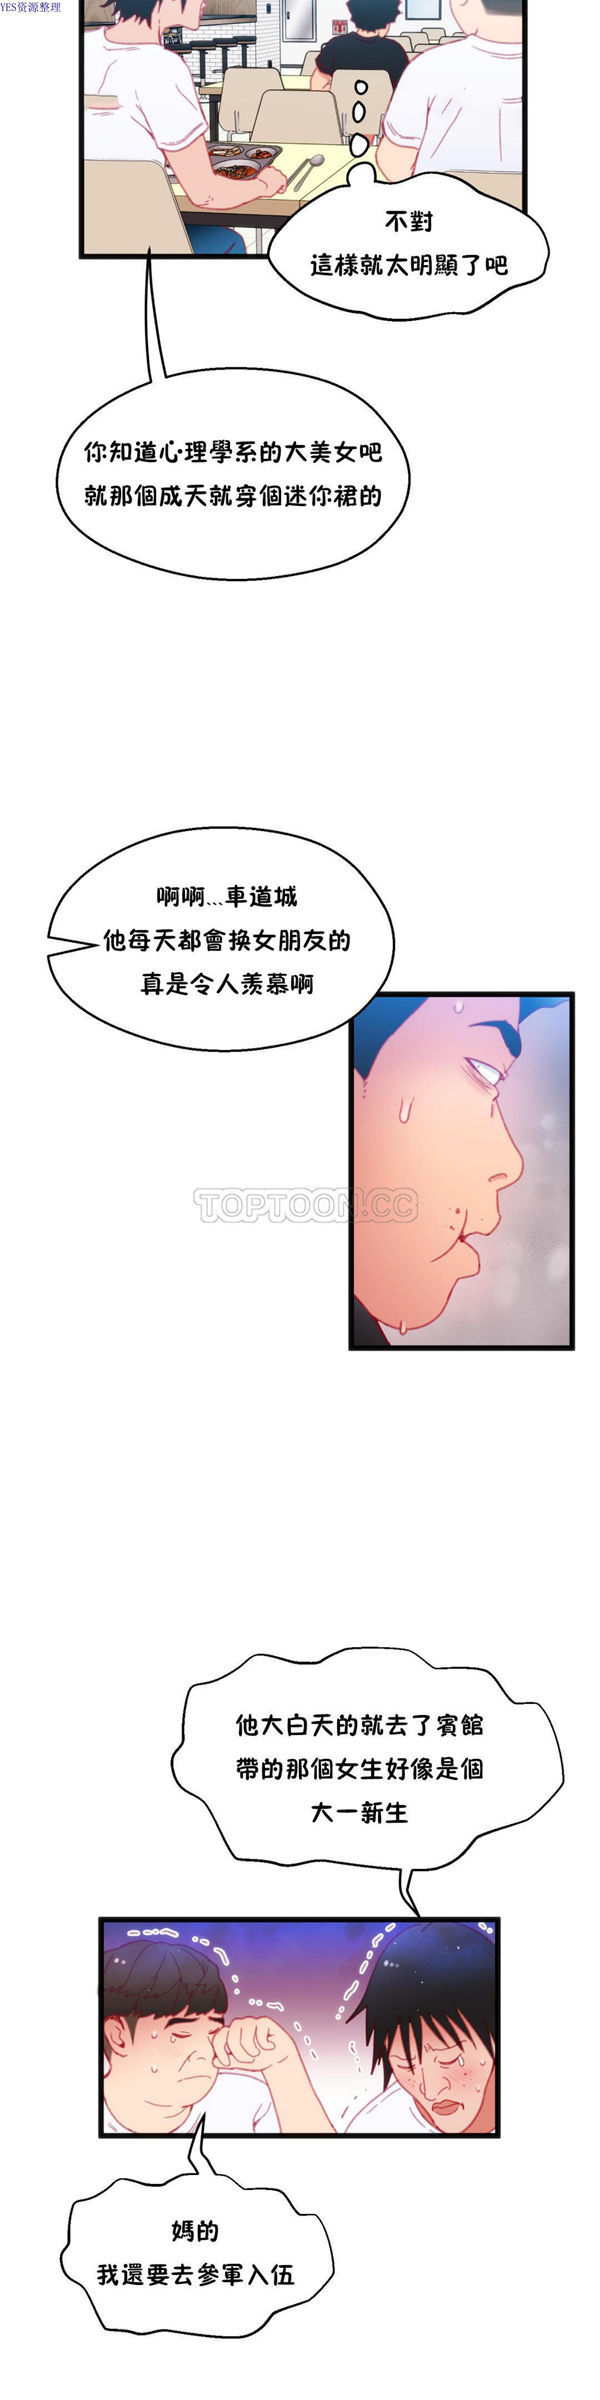 YES资源整理
不對
這樣就太明顯了吧
你知道心理學系的大美女吧
就那個成天就穿個迷你裙的
啊啊...車道城
他每天都會換女朋友的
真是令人羨慕啊
TOPTOON.CC
他大白天的就去了賓館
帶的那個女生好像是個
大一新生
媽的
我還要去參軍入伍